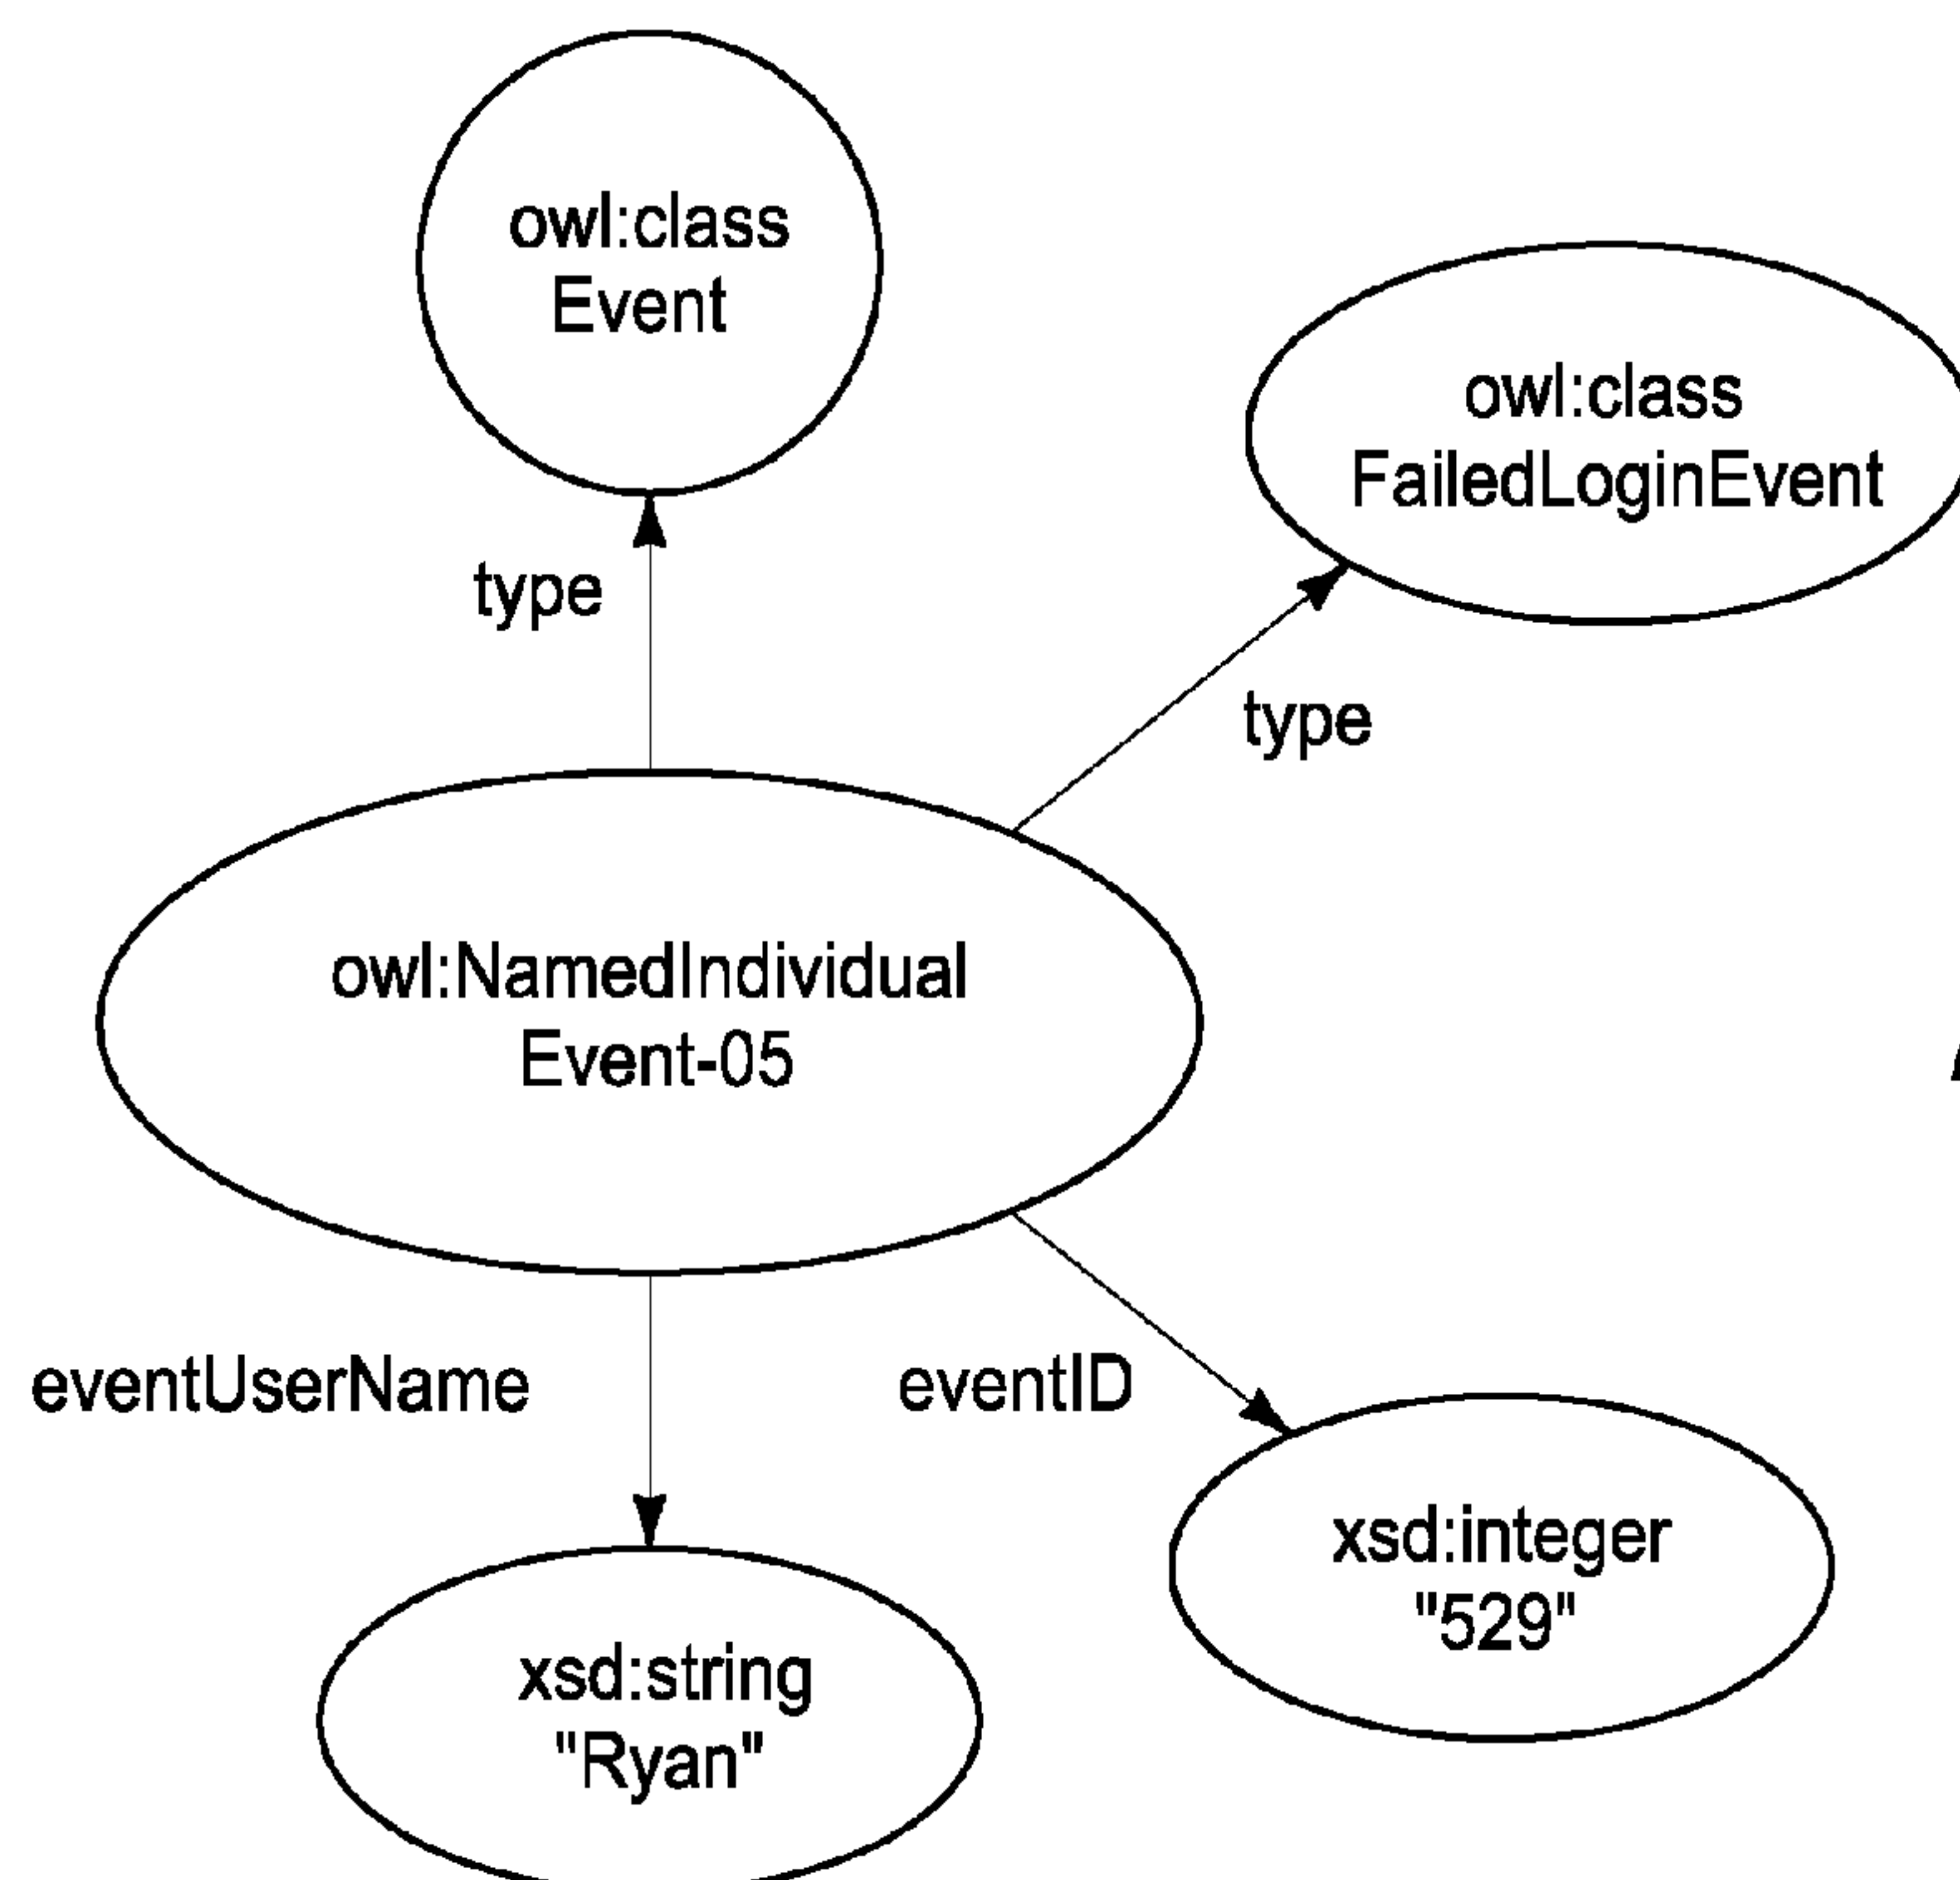 owl:class
Event
owl:class
FailedLoginEvent
type
type
owl:NamedIndividual
Event-05
eventUserName
eventID
xsd:integer
"529"
xsd:string
"Ryan"